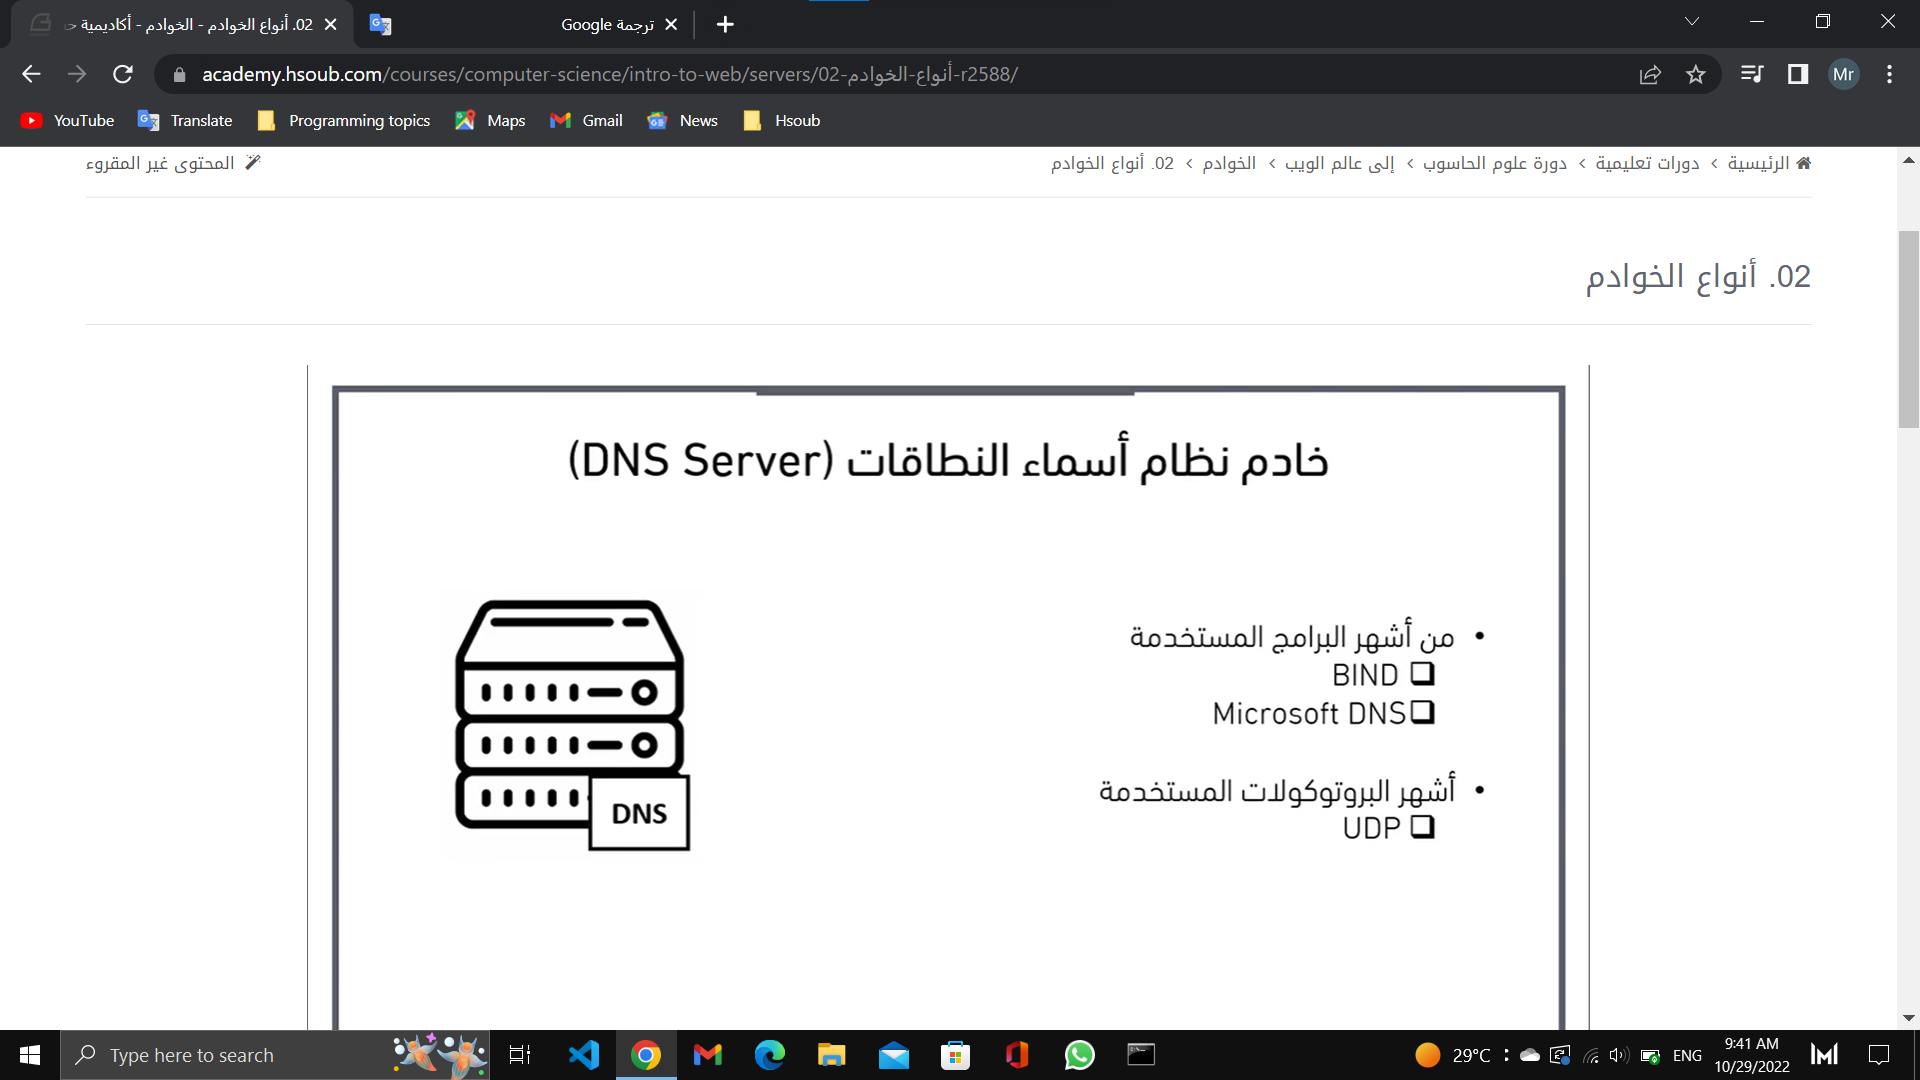 02. أنواع الخوادم - الخوادم - أكاديمية حـ
ترجمة Google
academy.hsoub.com/courses/computer-science/intro-to-web/servers/02-أنواع-الخوادم-r2588/
Mr
YouTube Translate Programming topics Maps Gmail News Hsoub
الرئيسية › دورات تعليمية › دورة علوم الحاسوب › إلى عالم الويب › الخوادم › 02. أنواع الخوادم
المحتوى غير المقروء
02. أنواع الخوادم
خادم نظام أسماء النطاقات (DNS Server)
• من أشهر البرامج المستخدمة
❑ BIND
❑Microsoft DNS
• أشهر البروتوكولات المستخدمة
❑ UDP
DNS
Type here to search
29°C
ENG
9:41 AM
10/29/2022